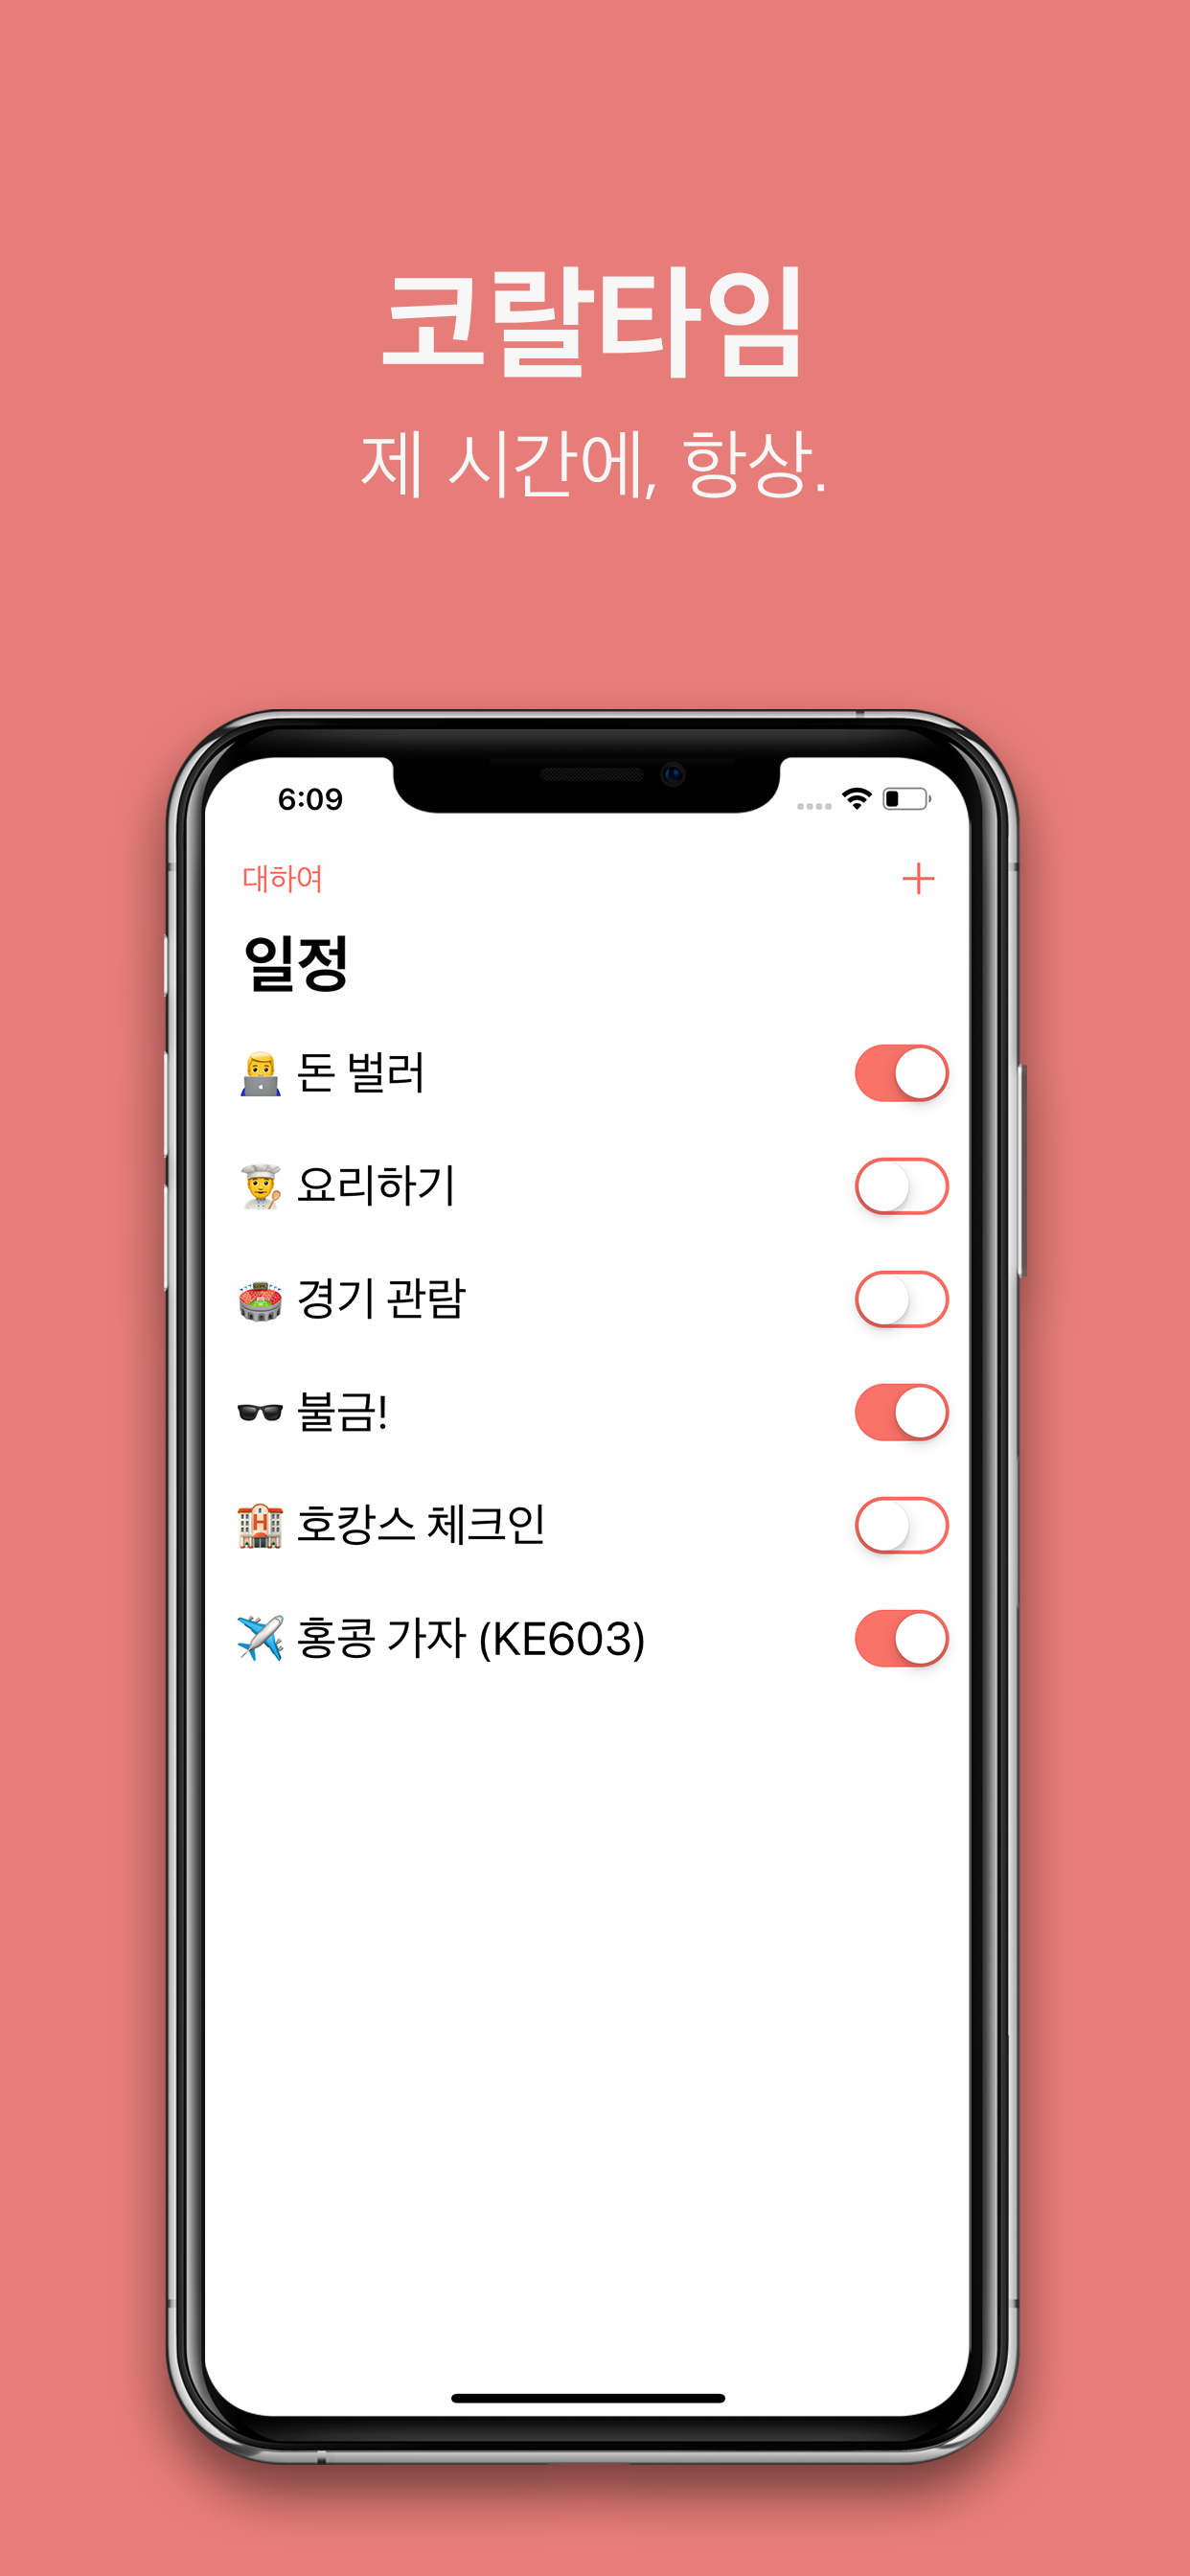 코랄타임
제 시간에, 항상.
6:09
대하여
일정
👨‍💻 돈 벌러
👨‍🍳 요리하기
🏟 경기 관람
🕶 불금!
🏨 호캉스 체크인
✈️ 홍콩 가자 (KE603)